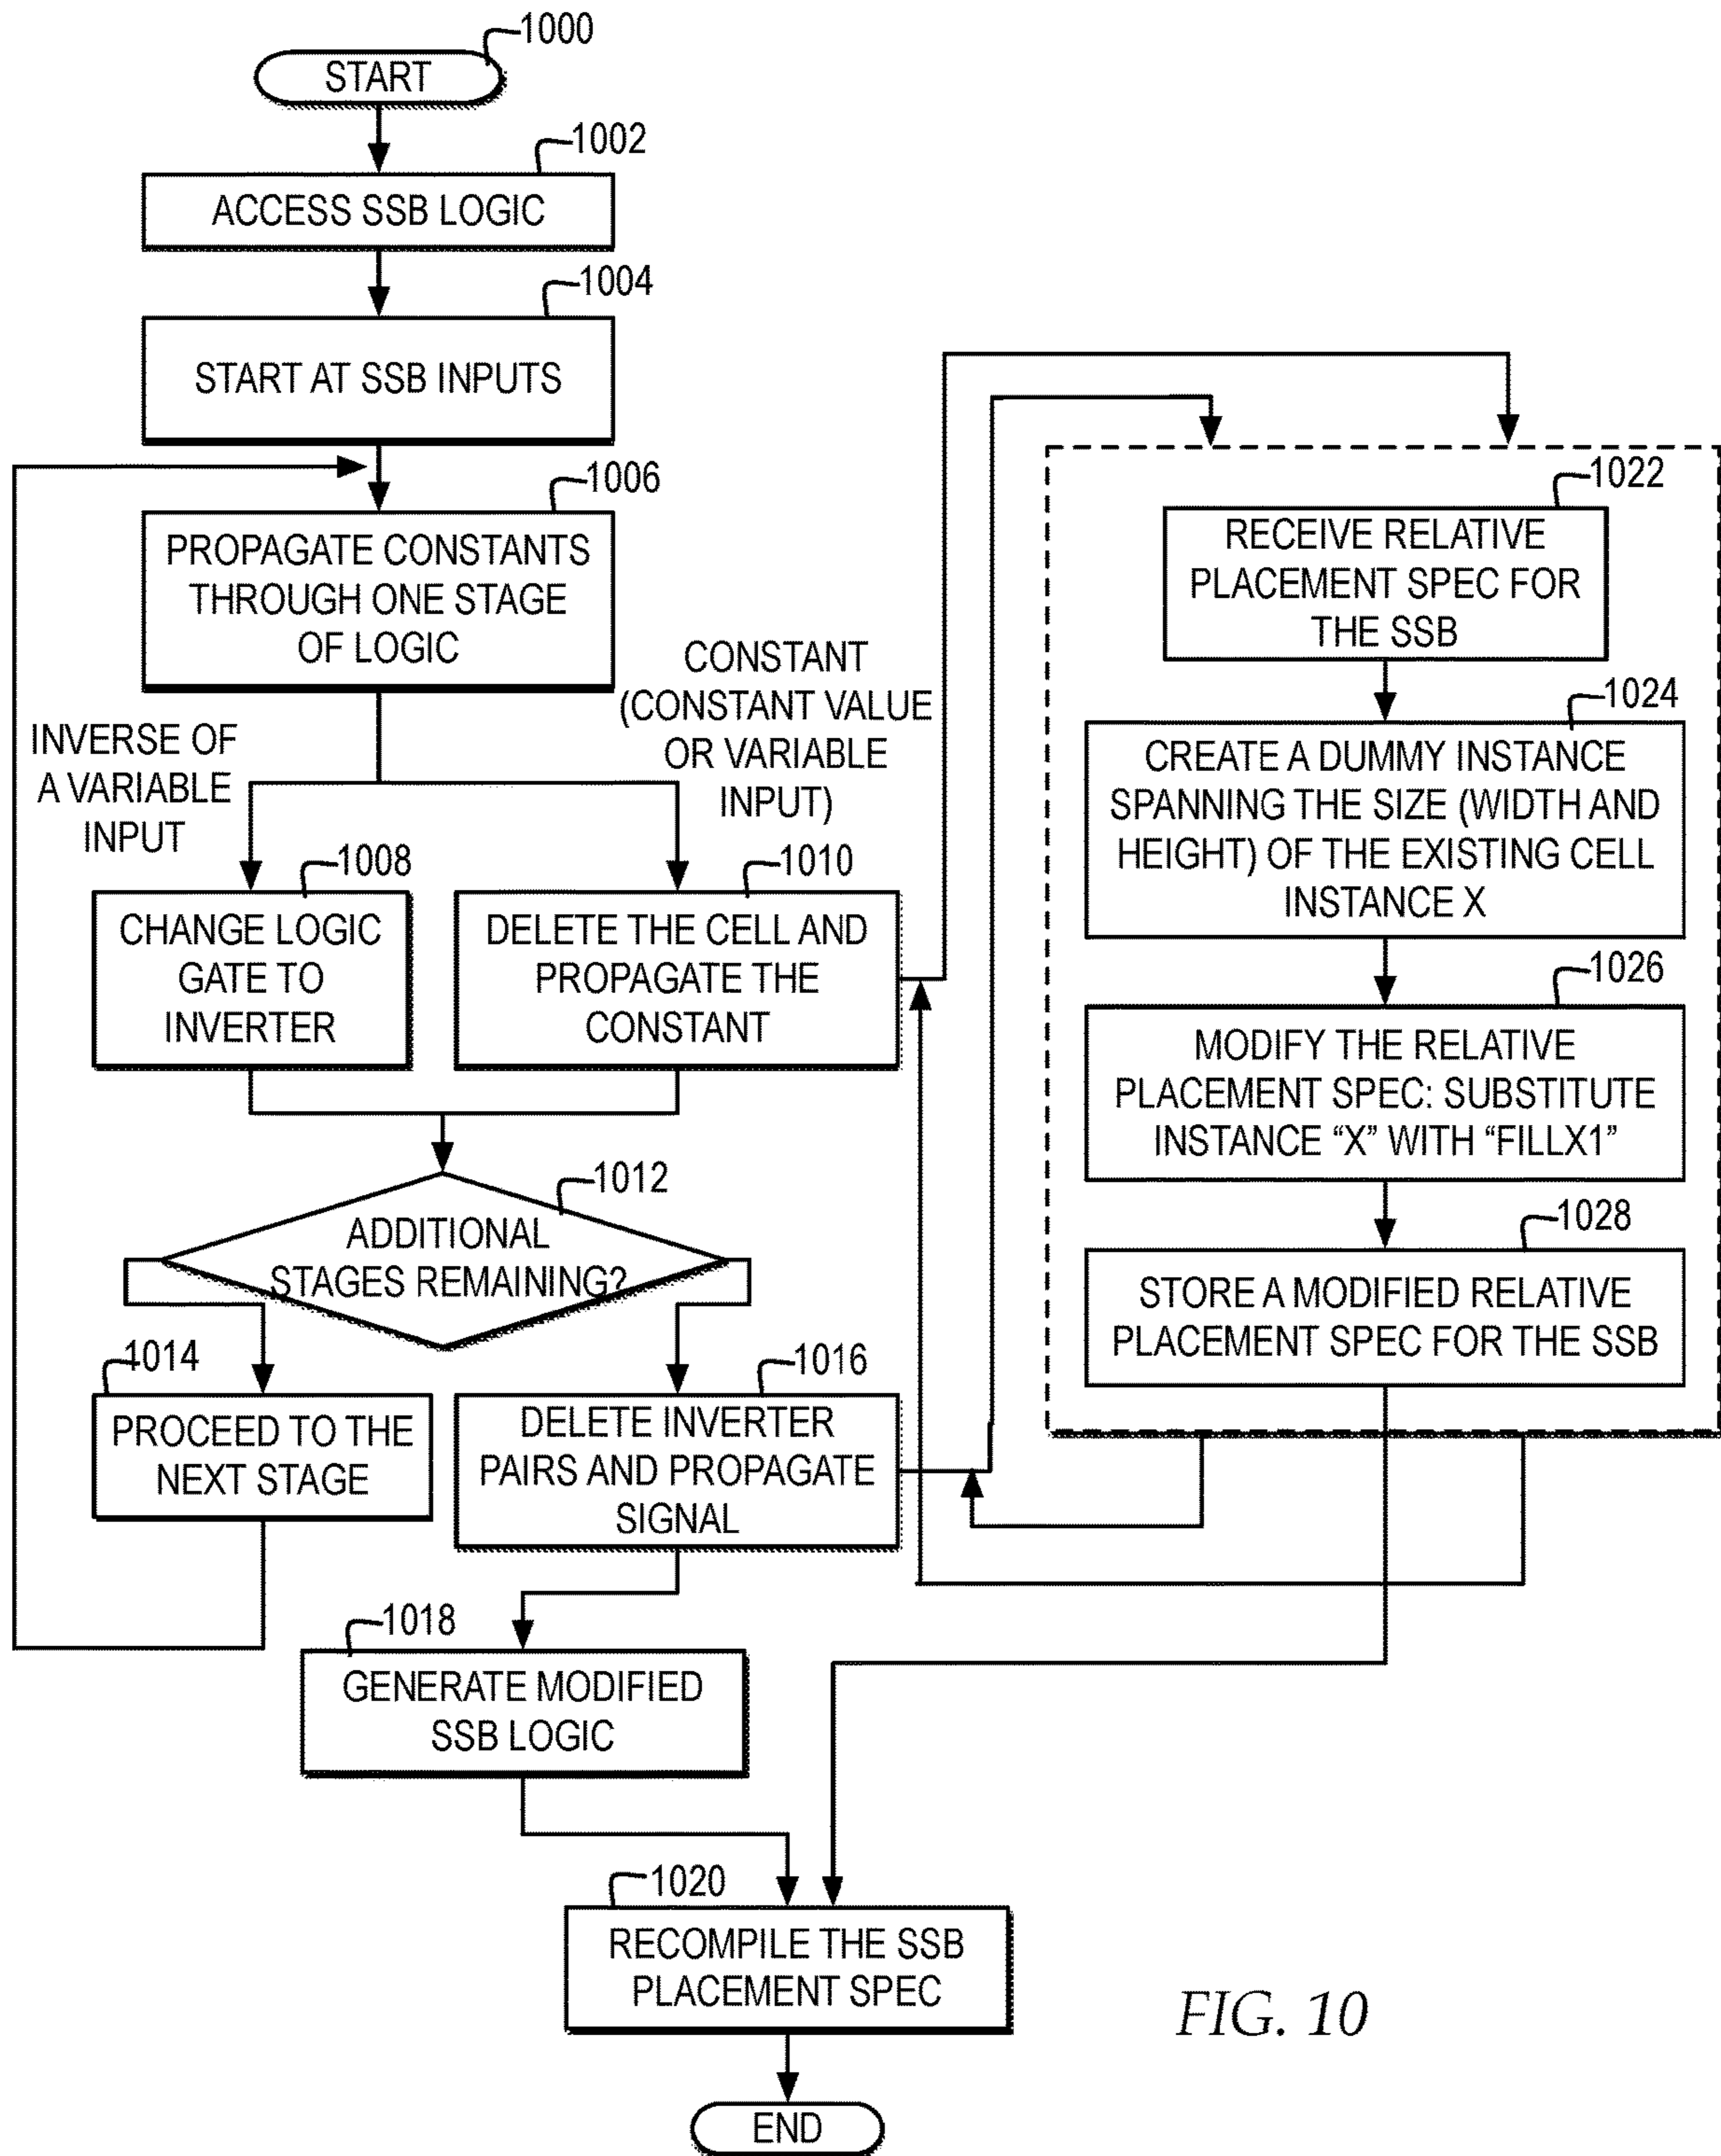 1000
START
1002
ACCESS SSB LOGIC
1004
START AT SSB INPUTS
1006
PROPAGATE CONSTANTS
THROUGH ONE STAGE
OF LOGIC
INVERSE OF
A VARIABLE
INPUT
CONSTANT
(CONSTANT VALUE
OR VARIABLE
INPUT)
1008
CHANGE LOGIC
GATE TO
INVERTER
1010
DELETE THE CELL AND
PROPAGATE THE
CONSTANT
1012
ADDITIONAL
STAGES REMAINING?
1014
PROCEED TO THE
NEXT STAGE
1016
DELETE INVERTER
PAIRS AND PROPAGATE
SIGNAL
1018
GENERATE MODIFIED
SSB LOGIC
1020
RECOMPILE THE SSB
PLACEMENT SPEC
END
1022
RECEIVE RELATIVE
PLACEMENT SPEC FOR
THE SSB
1024
CREATE A DUMMY INSTANCE
SPANNING THE SIZE (WIDTH AND
HEIGHT) OF THE EXISTING CELL
INSTANCE X
1026
MODIFY THE RELATIVE
PLACEMENT SPEC: SUBSTITUTE
INSTANCE “X” WITH “FILLX1”
1028
STORE A MODIFIED RELATIVE
PLACEMENT SPEC FOR THE SSB
FIG. 10